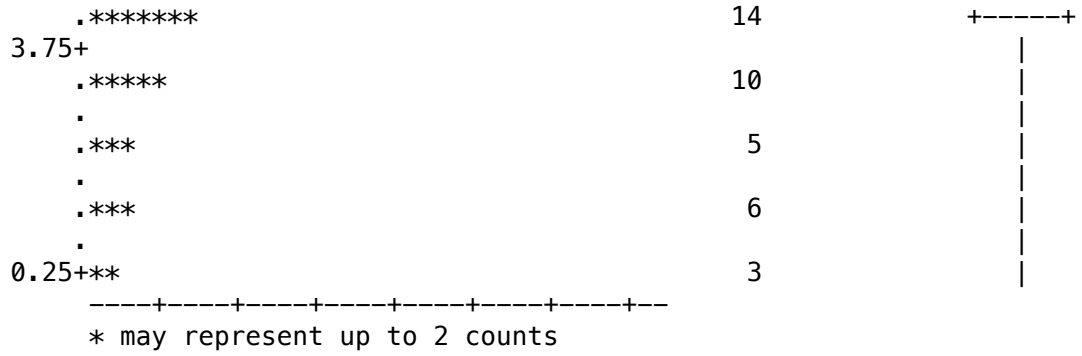 .*******                                  14             +-----+
3.75+                                                           |
    .*****                                    10                |
    .                                                           |
    .***                                       5                |
    .                                                           |
    .***                                       6                |
    .                                                           |
0.25+**                                        3                |
     ----+----+----+----+----+----+----+--
     * may represent up to 2 counts